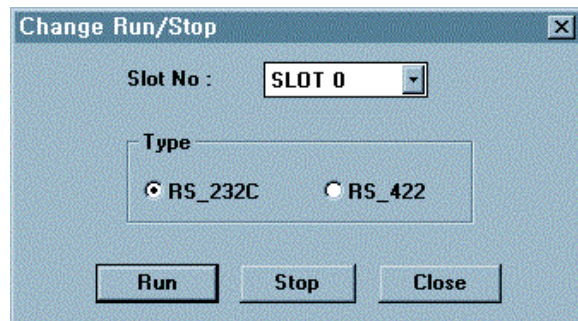 Change Run/Stop
Slot No : SLOT 0
Type
RS_232C RS_422
Run Stop Close